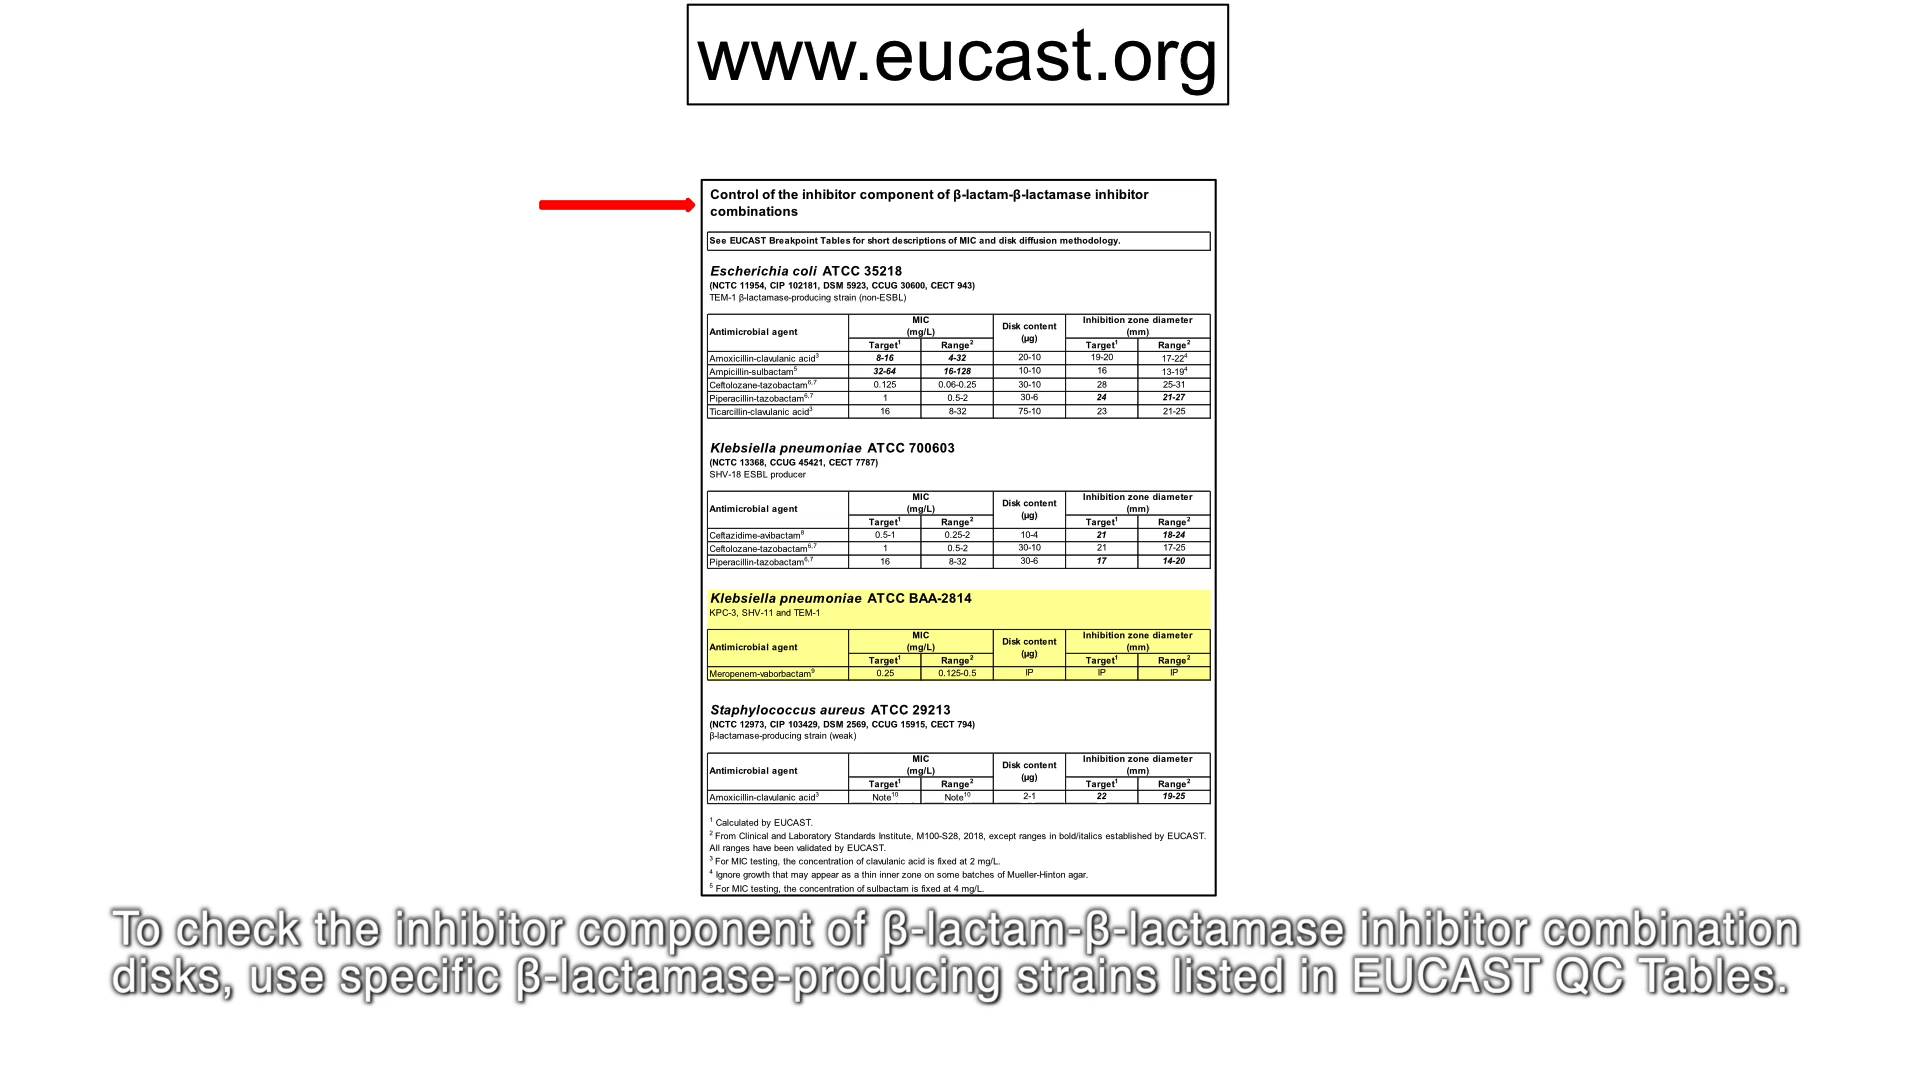 www.eucast.org
Control of the inhibitor component of β-lactam-β-lactamase inhibitor
combinations
See EUCAST Breakpoint Tables for short descriptions of MIC and disk diffusion methodology.
Escherichia coli ATCC 35218
(NCTC 11954, CIP 102181, DSM 5923, CCUG 30600, CECT 943)
TEM-1 β-lactamase-producing strain (non-ESBL)
Antimicrobial agent MIC (mg/L) Disk content (µg) Inhibition zone diameter (mm)
Target¹ Range² Target¹ Range²
Amoxicillin-clavulanic acid³ 8-16 4-32 20-10 19-20 17-22⁴
Ampicillin-sulbactam⁵ 32-64 16-128 10-10 16 13-19⁴
Ceftolozane-tazobactam⁶,⁷ 0.125 0.06-0.25 30-10 28 25-31
Piperacillin-tazobactam⁶,⁷ 1 0.5-2 30-6 24 21-27
Ticarcillin-clavulanic acid³ 16 8-32 75-10 23 21-25
Klebsiella pneumoniae ATCC 700603
(NCTC 13368, CCUG 45421, CECT 7787)
SHV-18 ESBL producer
Antimicrobial agent MIC (mg/L) Disk content (µg) Inhibition zone diameter (mm)
Target¹ Range² Target¹ Range²
Ceftazidime-avibactam⁸ 0.5-1 0.25-2 10-4 21 18-24
Ceftolozane-tazobactam⁶,⁷ 1 0.5-2 30-10 21 17-25
Piperacillin-tazobactam⁶,⁷ 16 8-32 30-6 17 14-20
Klebsiella pneumoniae ATCC BAA-2814
KPC-3, SHV-11 and TEM-1
Antimicrobial agent MIC (mg/L) Disk content (µg) Inhibition zone diameter (mm)
Target¹ Range² Target¹ Range²
Meropenem-vaborbactam⁹ 0.25 0.125-0.5 IP IP IP
Staphylococcus aureus ATCC 29213
(NCTC 12973, CIP 103429, DSM 2569, CCUG 15915, CECT 794)
β-lactamase-producing strain (weak)
Antimicrobial agent MIC (mg/L) Disk content (µg) Inhibition zone diameter (mm)
Target¹ Range² Target¹ Range²
Amoxicillin-clavulanic acid³ Note¹⁰ Note¹⁰ 2-1 22 19-25
¹ Calculated by EUCAST.
² From Clinical and Laboratory Standards Institute, M100-S28, 2018, except ranges in bold/italics established by EUCAST.
All ranges have been validated by EUCAST.
³ For MIC testing, the concentration of clavulanic acid is fixed at 2 mg/L.
⁴ Ignore growth that may appear as a thin inner zone on some batches of Mueller-Hinton agar.
⁵ For MIC testing, the concentration of sulbactam is fixed at 4 mg/L.
To check the inhibitor component of β-lactam-β-lactamase inhibitor combination
disks, use specific β-lactamase-producing strains listed in EUCAST QC Tables.